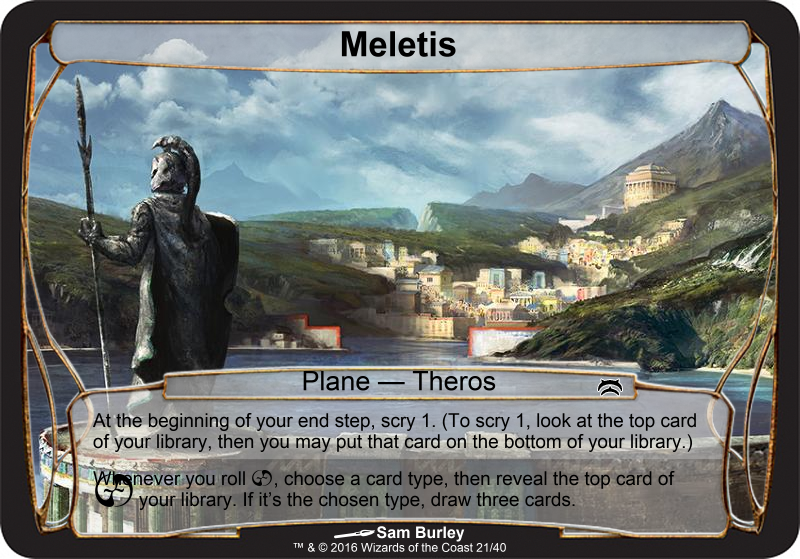 Meletis
Plane — Theros
At the beginning of your end step, scry 1. (To scry 1, look at the top card
of your library, then you may put that card on the bottom of your library.)
Whenever you roll , choose a card type, then reveal the top card of
your library. If it's the chosen type, draw three cards.
Sam Burley
™ & © 2016 Wizards of the Coast 21/40